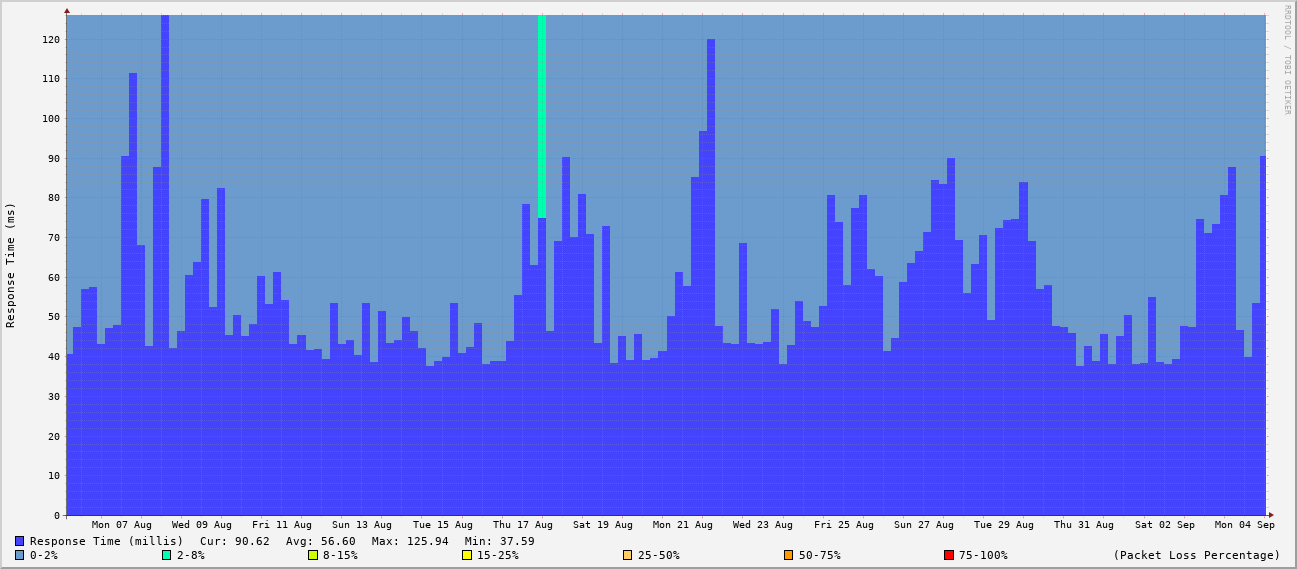 RRDTOOL / TOBI OETIKER
Response Time (ms)
120
110
100
90
80
70
60
50
40
30
20
10
0
Mon 07 Aug Wed 09 Aug Fri 11 Aug Sun 13 Aug Tue 15 Aug Thu 17 Aug Sat 19 Aug Mon 21 Aug Wed 23 Aug Fri 25 Aug Sun 27 Aug Tue 29 Aug Thu 31 Aug Sat 02 Sep Mon 04 Sep
Response Time (millis) Cur: 90.62 Avg: 56.60 Max: 125.94 Min: 37.59
0-2% 2-8% 8-15% 15-25% 25-50% 50-75% 75-100% (Packet Loss Percentage)